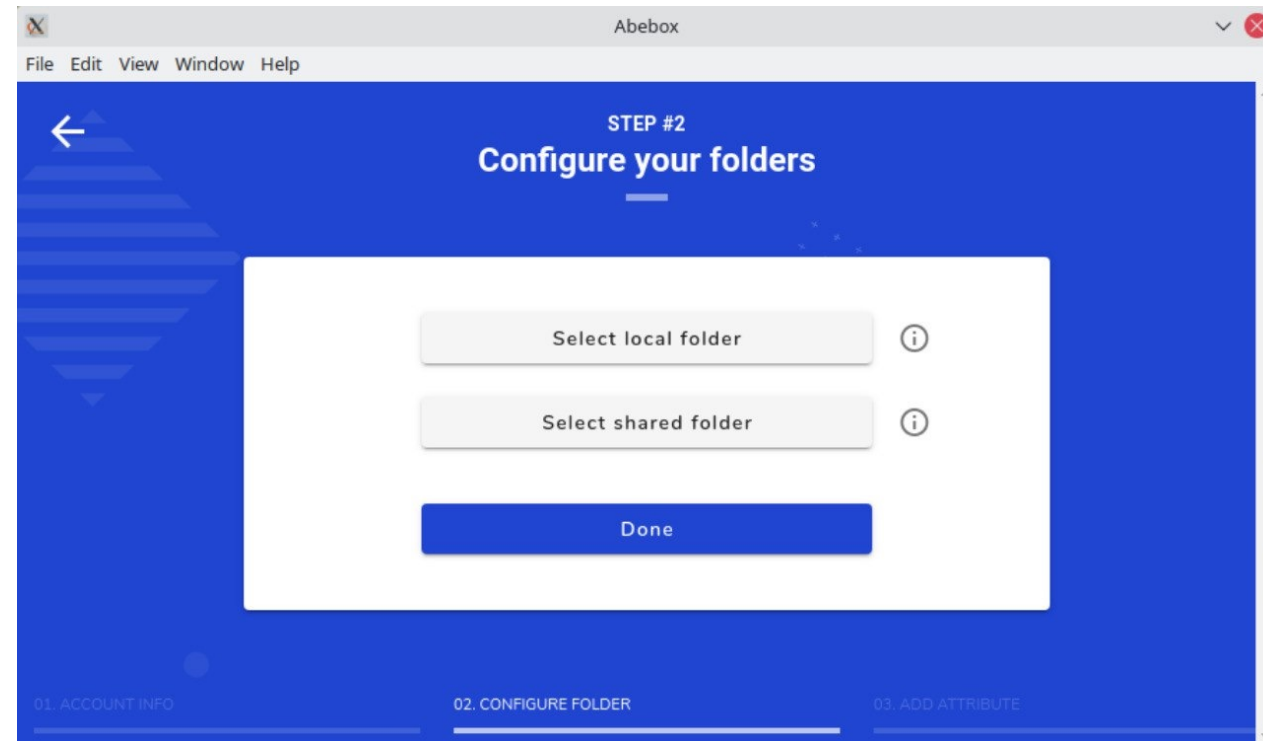 Abebox
File Edit View Window Help
STEP #2
Configure your folders
Select local folder
Select shared folder
Done
01. ACCOUNT INFO 02. CONFIGURE FOLDER 03. ADD ATTRIBUTE